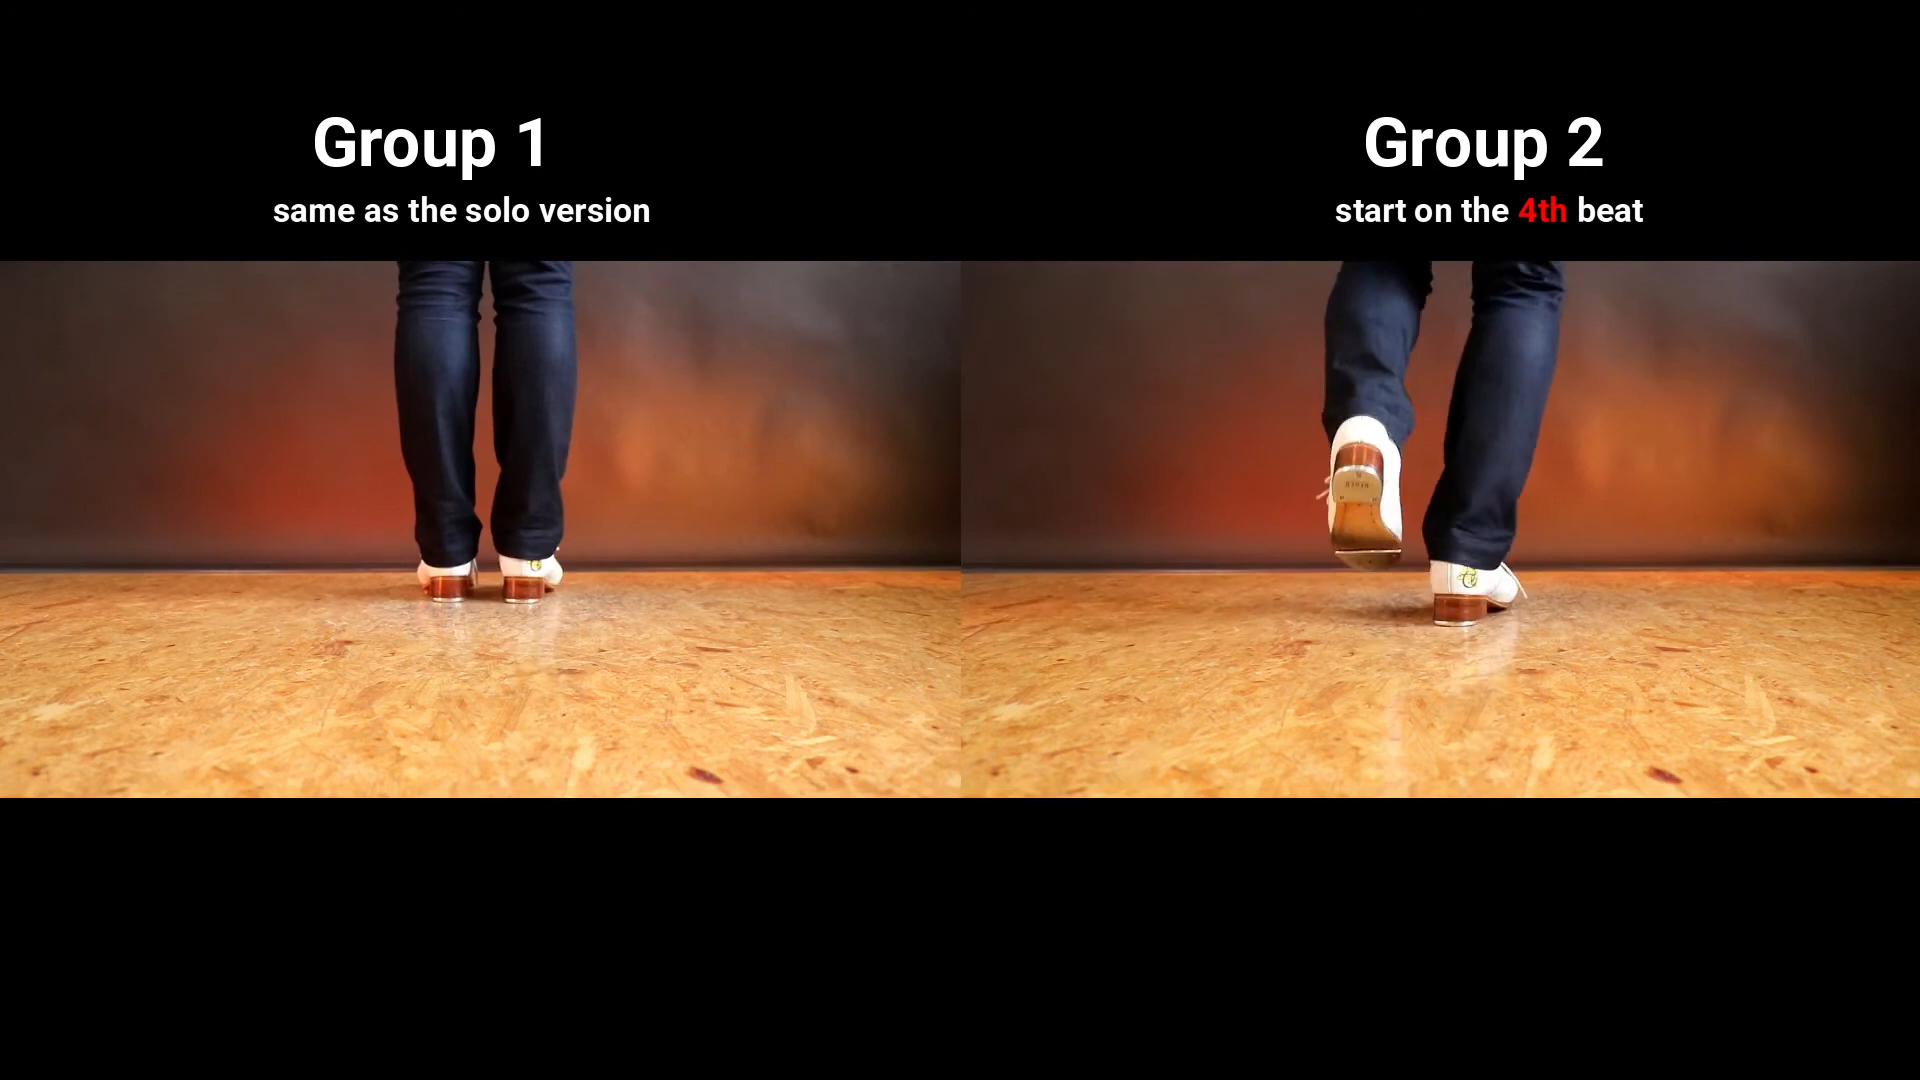 Group 1
same as the solo version
Group 2
start on the 4th beat